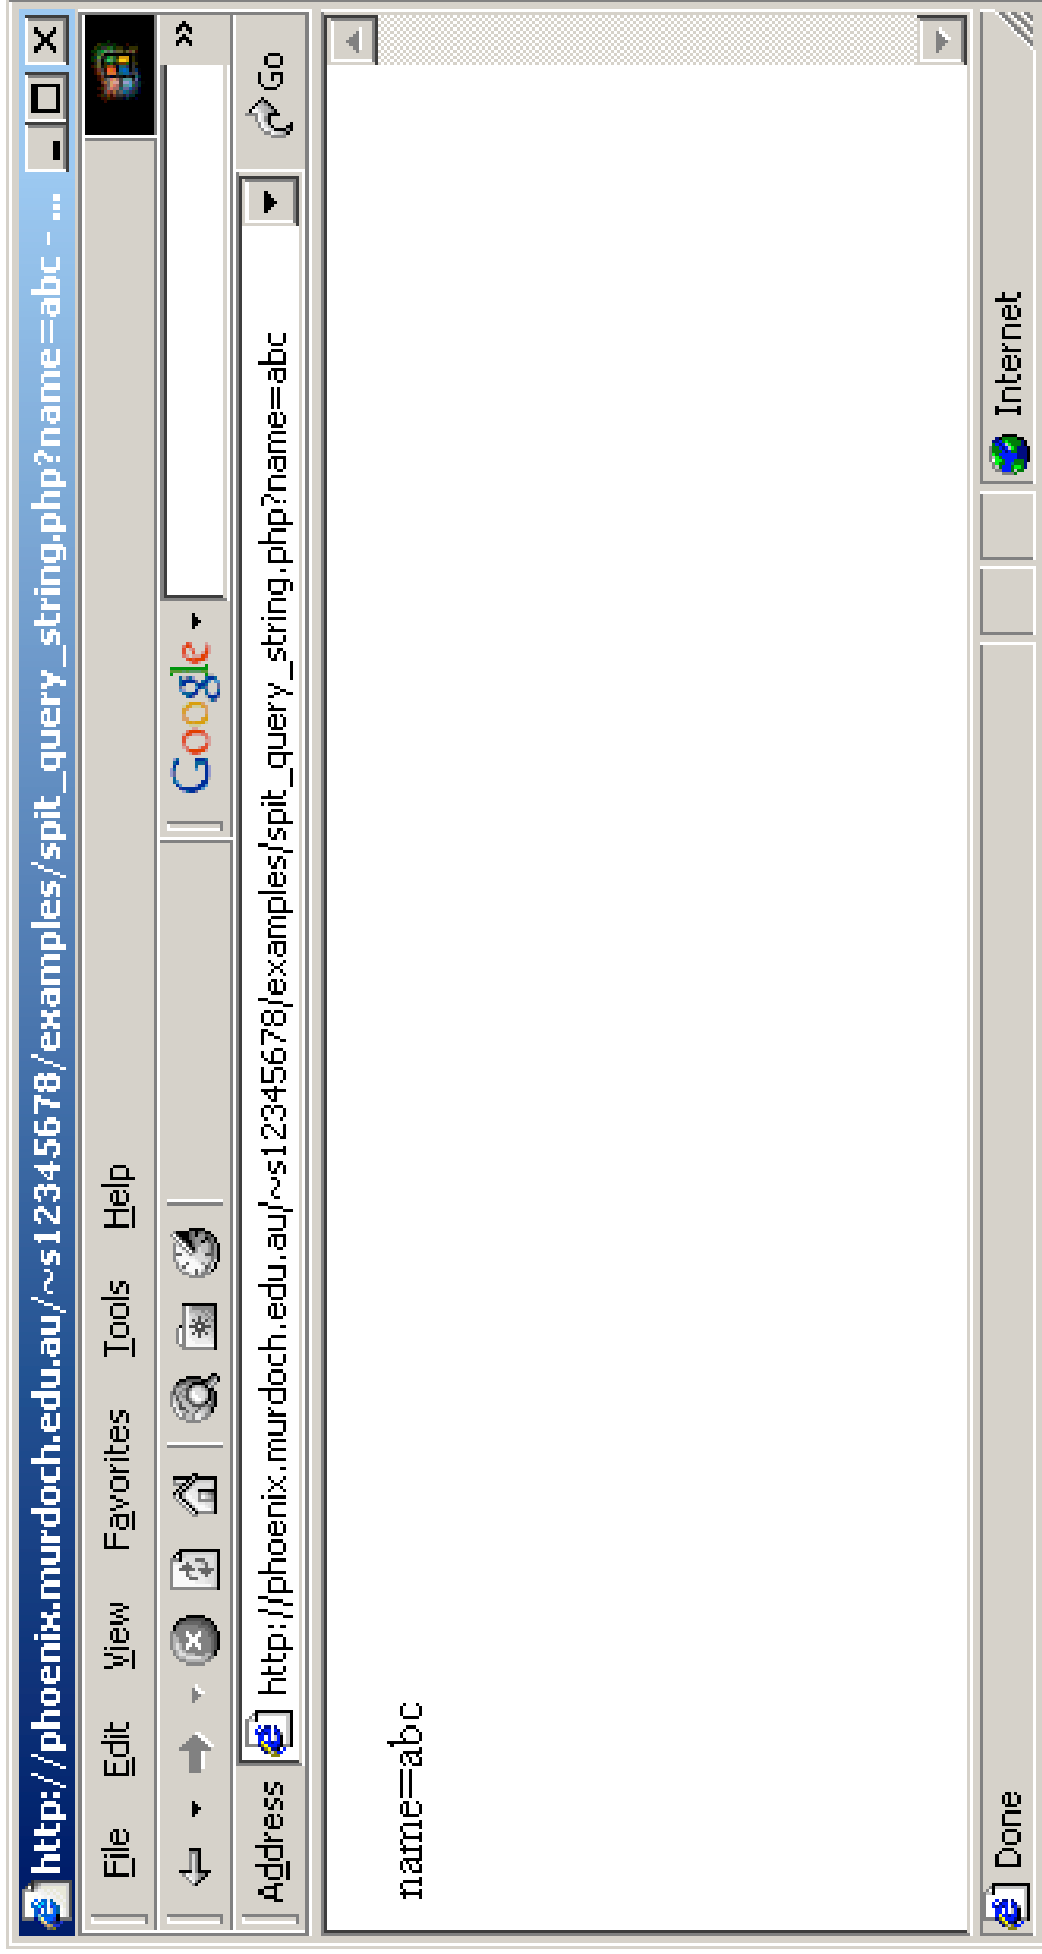 http://phoenix.murdoch.edu.au/~s12345678/examples/spit_query_string.php?name=abc - ...
File Edit View Favorites Tools Help
Google
Address http://phoenix.murdoch.edu.au/~s12345678/examples/spit_query_string.php?name=abc Go
name=abc
Done Internet